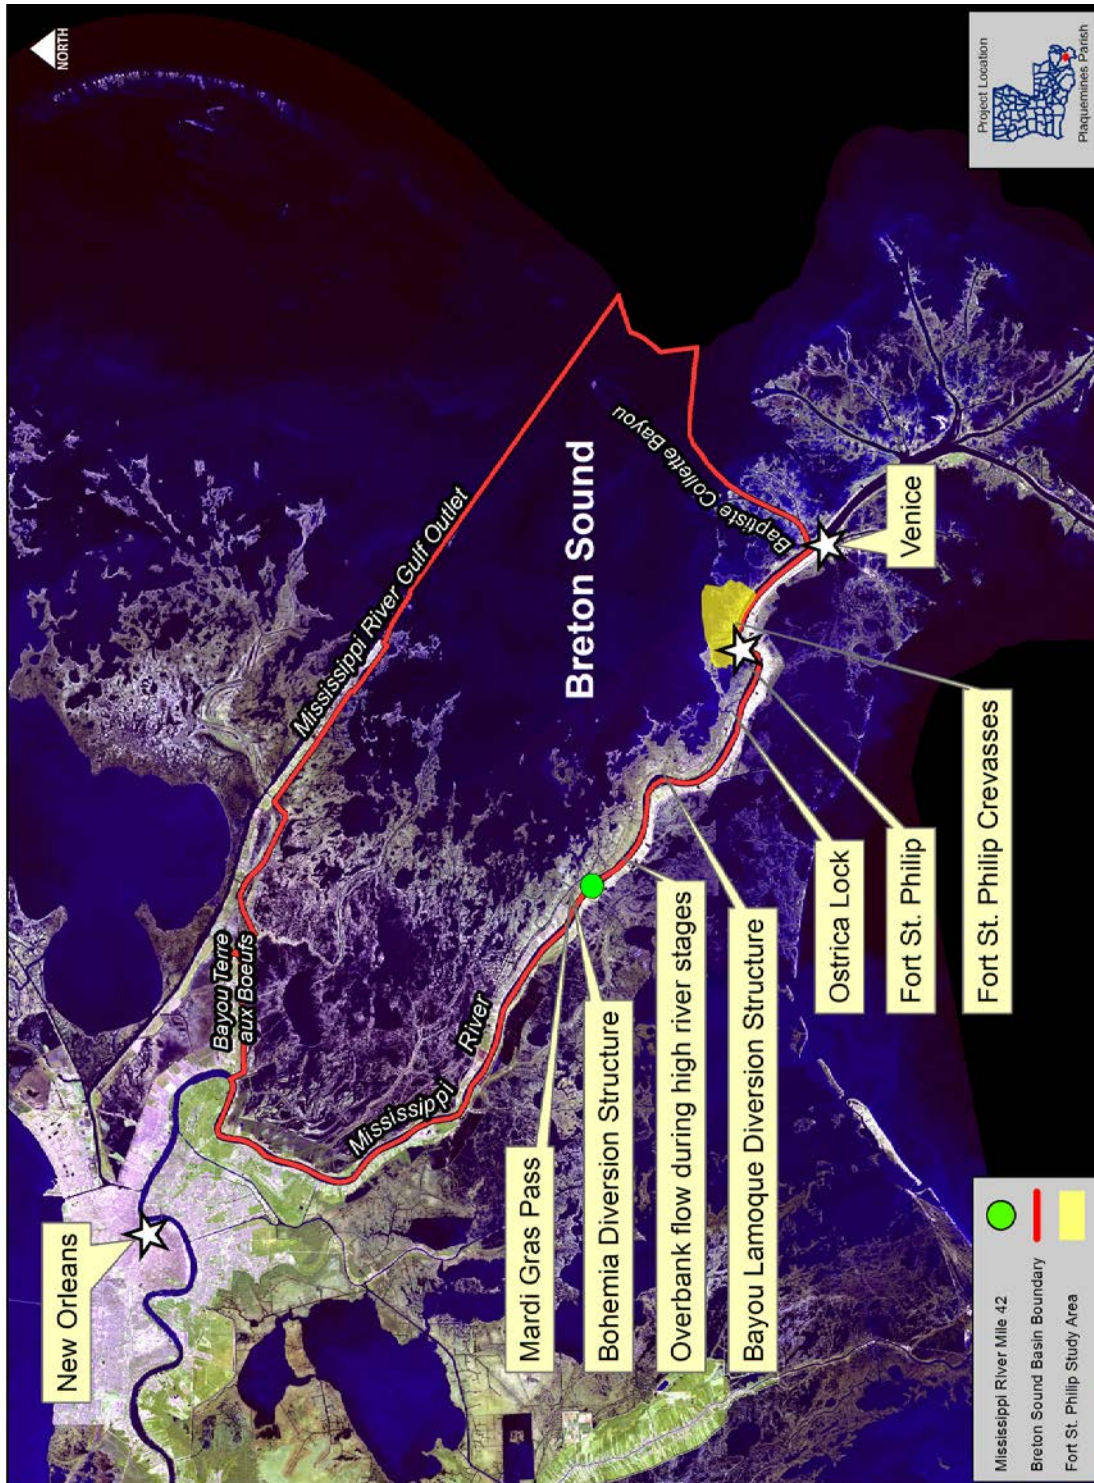 NORTH
New Orleans
Bayou Terre
aux Boeufs
Mississippi River Gulf Outlet
Breton Sound
Baptiste Collette Bayou
Mississippi
River
Mardi Gras Pass
Bohemia Diversion Structure
Overbank flow during high river stages
Bayou Lamoque Diversion Structure
Ostrica Lock
Fort St. Philip
Fort St. Philip Crevasses
Venice
Mississippi River Mile 42
Breton Sound Basin Boundary
Fort St. Philip Study Area
Project Location
Plaquemines Parish